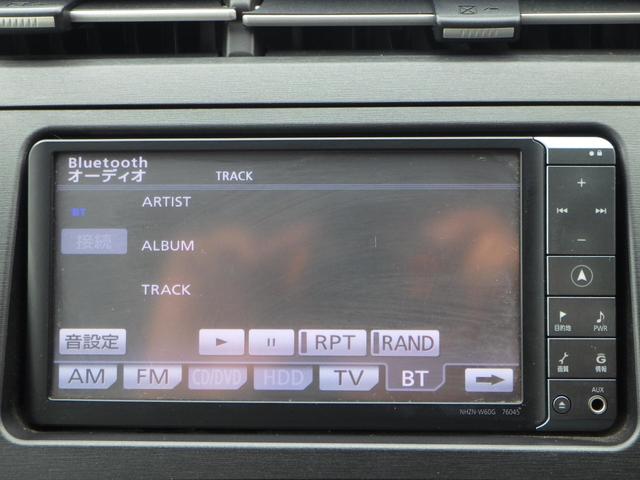 Bluetooth
オーディオ TRACK
BT
ARTIST
接続
ALBUM
TRACK
音設定
RPT
RAND
AM
FM
CD/DVD
HDD
TV
BT
目的地
PWR
画質
G
情報
AUX
NHZN-W60G 76045